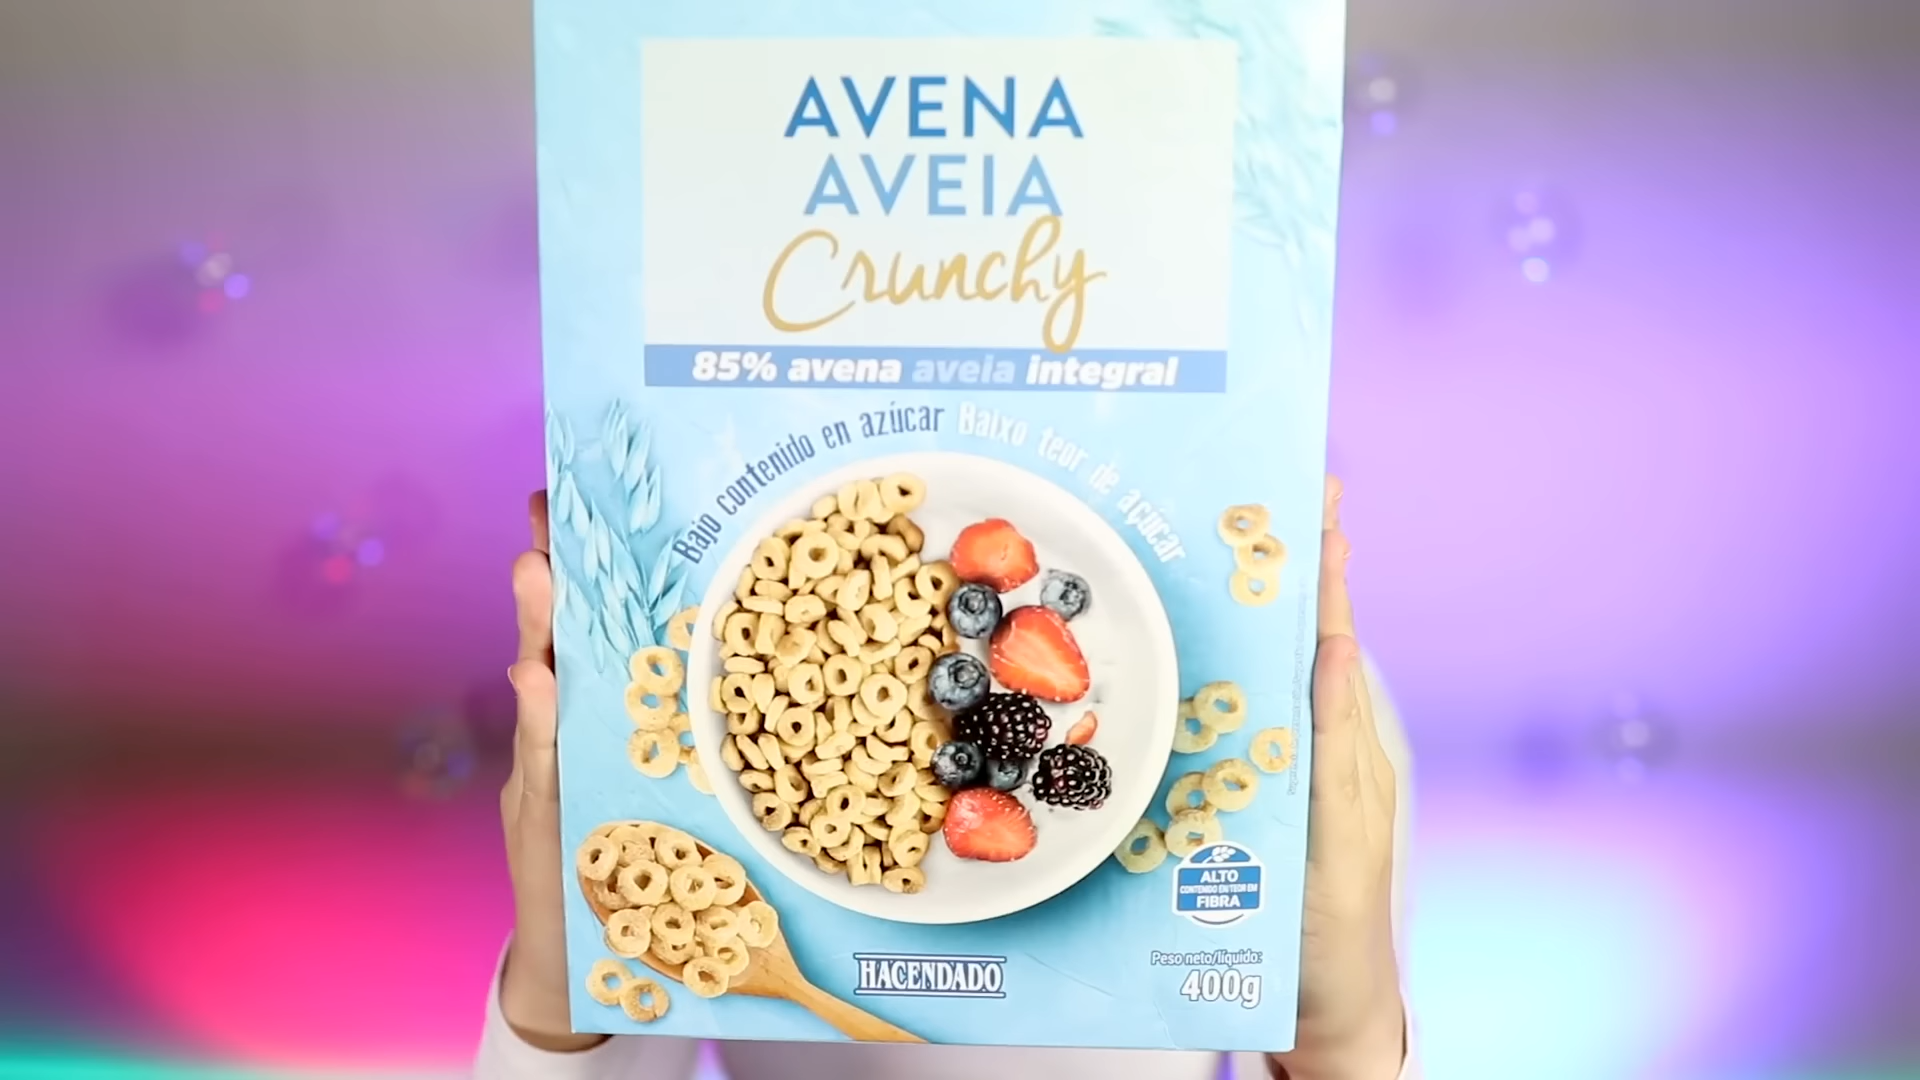 AVENA
AVEIA
Crunchy
85% avena aveia integral
Bajo contenido en azúcar Baixo teor de açúcar
ALTO
CONTENIDO EN/TEOR EM
FIBRA
HACENDADO
Peso neto/líquido:
400g